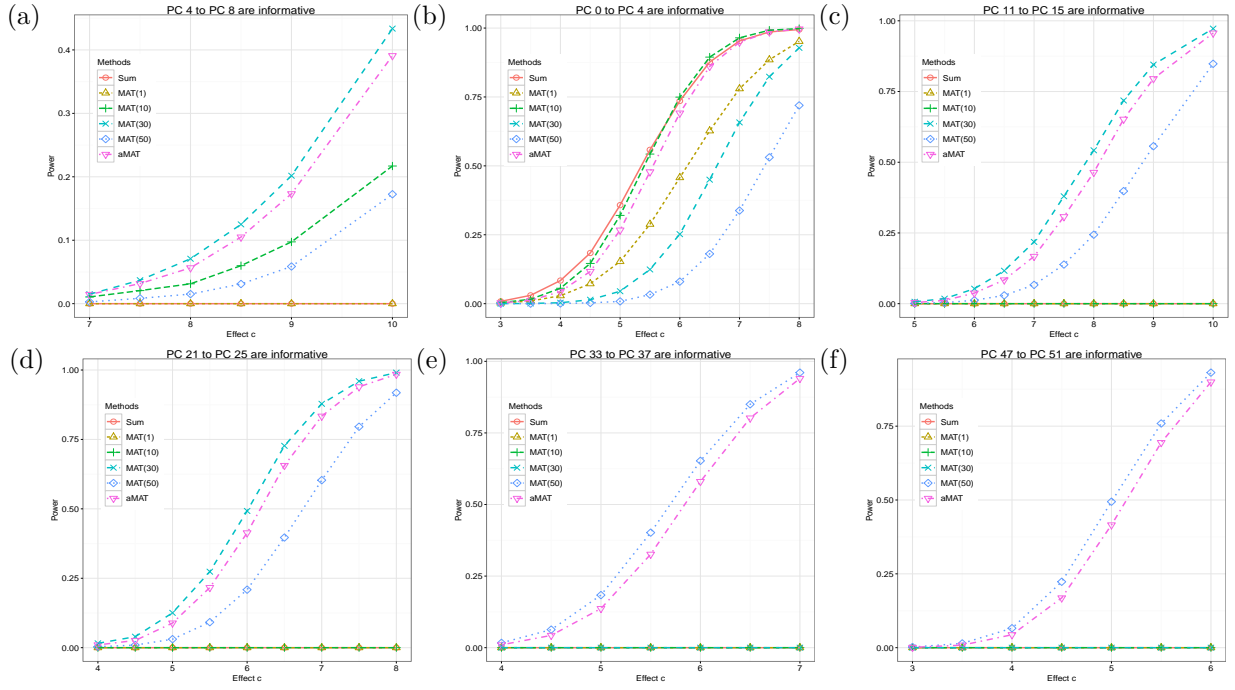 (a)
PC 4 to PC 8 are informative
Power
0.4
0.3
0.2
0.1
0.0
Methods
Sum
MAT(1)
MAT(10)
MAT(30)
MAT(50)
aMAT
7 8 9 10
Effect c
(b)
PC 0 to PC 4 are informative
Power
1.00
0.75
0.50
0.25
0.00
Methods
Sum
MAT(1)
MAT(10)
MAT(30)
MAT(50)
aMAT
3 4 5 6 7 8
Effect c
(c)
PC 11 to PC 15 are informative
Power
1.00
0.75
0.50
0.25
0.00
Methods
Sum
MAT(1)
MAT(10)
MAT(30)
MAT(50)
aMAT
5 6 7 8 9 10
Effect c
(d)
PC 21 to PC 25 are informative
Power
1.00
0.75
0.50
0.25
0.00
Methods
Sum
MAT(1)
MAT(10)
MAT(30)
MAT(50)
aMAT
4 5 6 7 8
Effect c
(e)
PC 33 to PC 37 are informative
Power
1.00
0.75
0.50
0.25
0.00
Methods
Sum
MAT(1)
MAT(10)
MAT(30)
MAT(50)
aMAT
4 5 6 7
Effect c
(f)
PC 47 to PC 51 are informative
Power
1.00
0.75
0.50
0.25
0.00
Methods
Sum
MAT(1)
MAT(10)
MAT(30)
MAT(50)
aMAT
3 4 5 6
Effect c